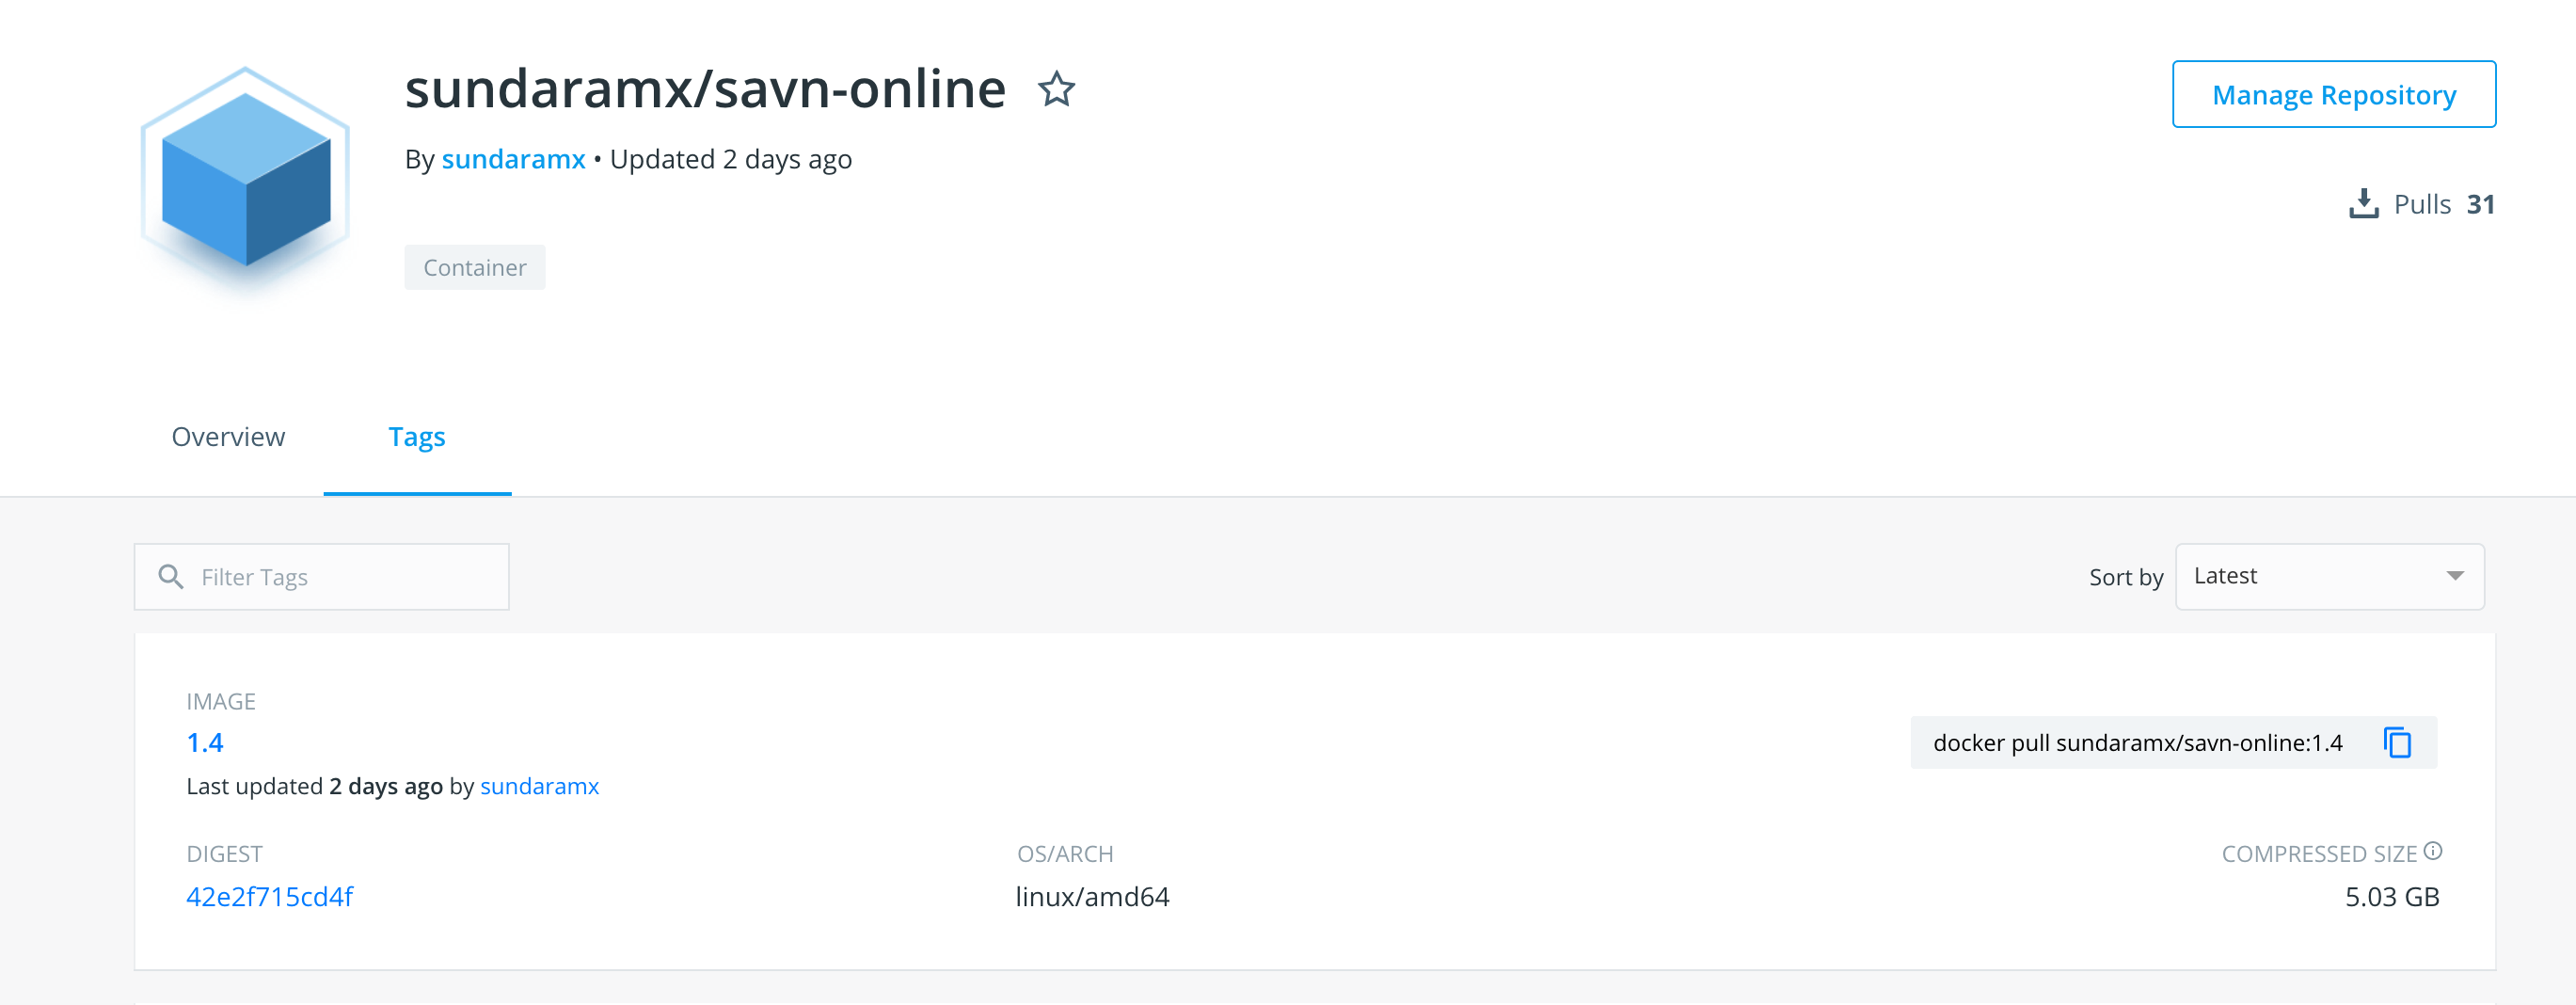 sundaramx/savn-online
Manage Repository
By sundaramx • Updated 2 days ago
Pulls 31
Container
Overview
Tags
Filter Tags
Sort by
Latest
IMAGE
1.4
docker pull sundaramx/savn-online:1.4
Last updated 2 days ago by sundaramx
DIGEST
OS/ARCH
COMPRESSED SIZE
42e2f715cd4f
linux/amd64
5.03 GB